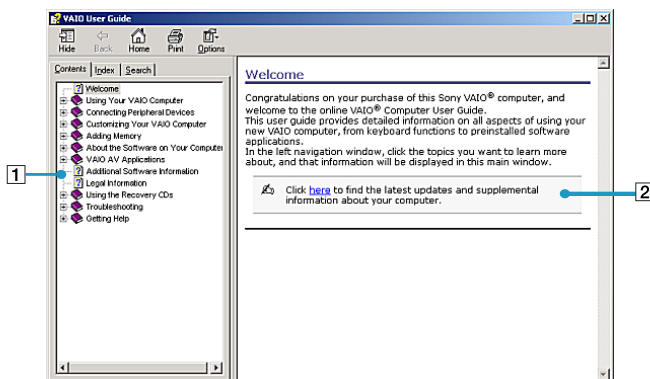 VAIO User Guide
Hide Back Home Print Options
Contents Index Search
Welcome
Using Your VAIO Computer
Connecting Peripheral Devices
Customizing Your VAIO Computer
Adding Memory
About the Software on Your Computer
VAIO AV Applications
Additional Software Information
Legal Information
Using the Recovery CDs
Troubleshooting
Getting Help
1
Welcome
Congratulations on your purchase of this Sony VAIO® computer, and
welcome to the online VAIO® Computer User Guide.
This user guide provides detailed information on all aspects of using your
new VAIO computer, from keyboard functions to preinstalled software
applications.
In the left navigation window, click the topics you want to learn more
about, and that information will be displayed in this main window.
Click here to find the latest updates and supplemental
information about your computer.
2